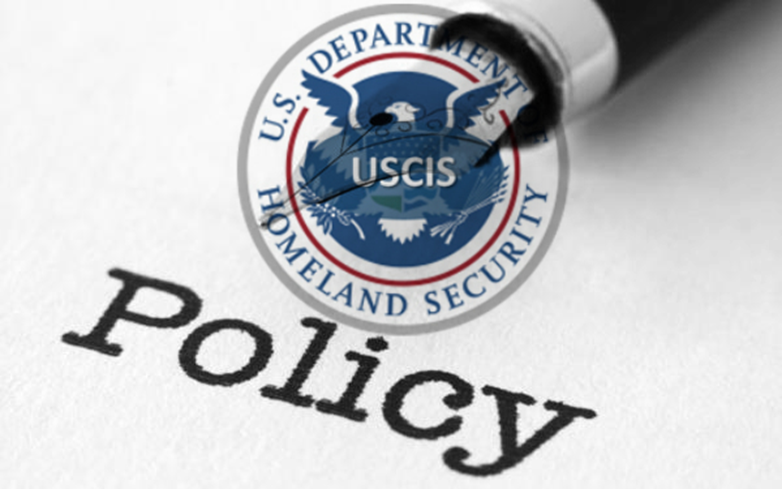 U.S. DEPARTMENT OF
USCIS
HOMELAND SECURITY
Policy